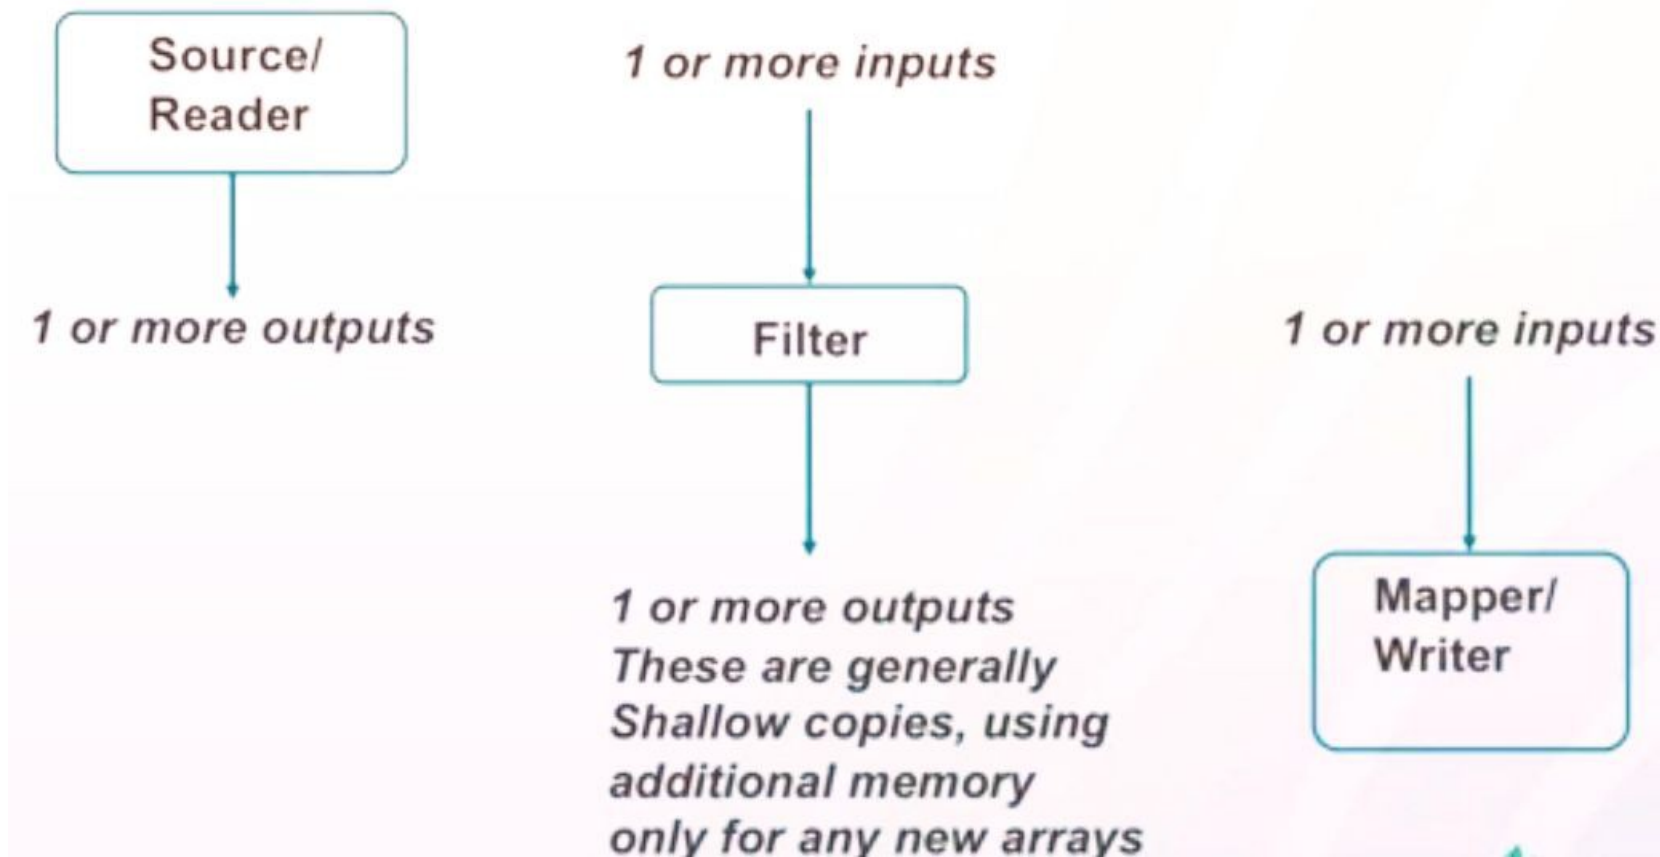 Source/
Reader
1 or more outputs
1 or more inputs
Filter
1 or more outputs
These are generally
Shallow copies, using
additional memory
only for any new arrays
1 or more inputs
Mapper/
Writer